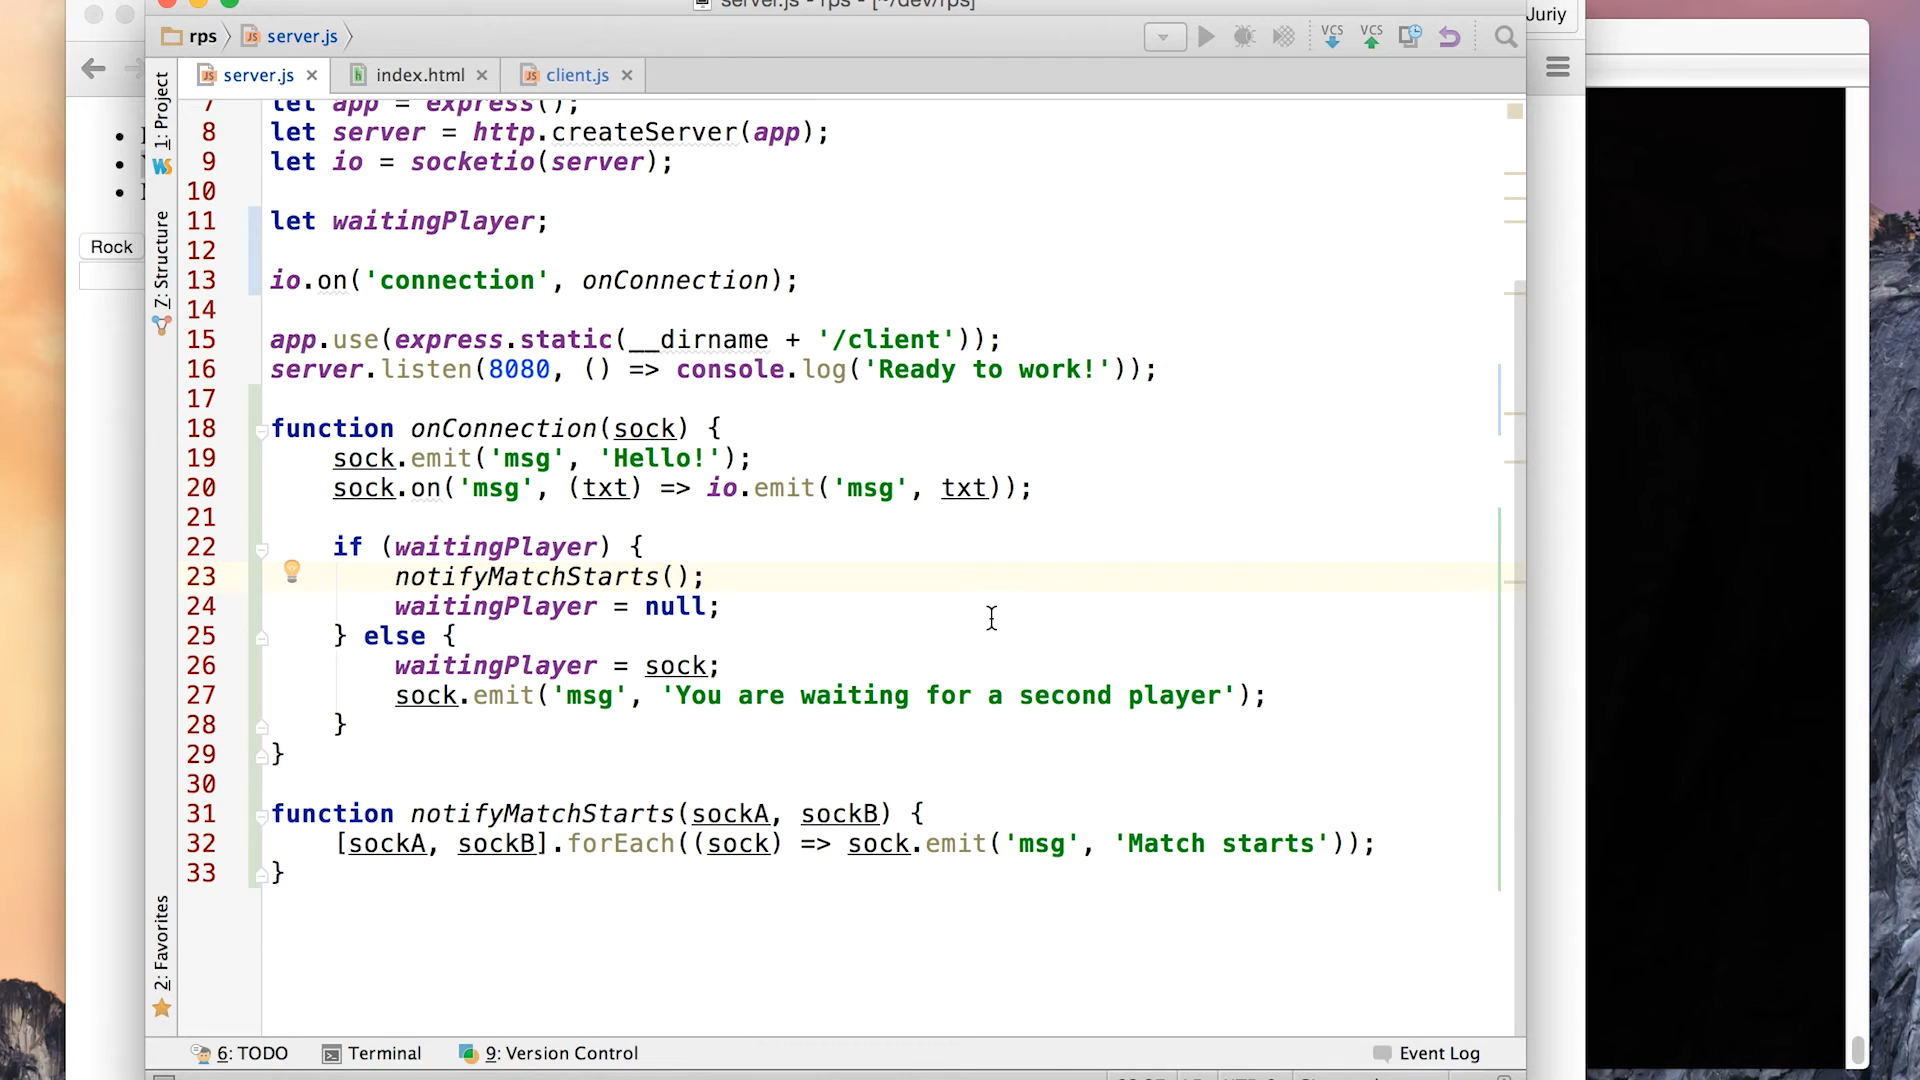 server.js - rps - [~/dev/rps]
Juriy
rps server.js
server.js index.html client.js
1: Project
7: Structure
2: Favorites
Rock
7 let app = express();
8 let server = http.createServer(app);
9 let io = socketio(server);
10
11 let waitingPlayer;
12
13 io.on('connection', onConnection);
14
15 app.use(express.static(__dirname + '/client'));
16 server.listen(8080, () => console.log('Ready to work!'));
17
18 function onConnection(sock) {
19 sock.emit('msg', 'Hello!');
20 sock.on('msg', (txt) => io.emit('msg', txt));
21
22 if (waitingPlayer) {
23 notifyMatchStarts();
24 waitingPlayer = null;
25 } else {
26 waitingPlayer = sock;
27 sock.emit('msg', 'You are waiting for a second player');
28 }
29 }
30
31 function notifyMatchStarts(sockA, sockB) {
32 [sockA, sockB].forEach((sock) => sock.emit('msg', 'Match starts'));
33 }
VCS VCS
6: TODO Terminal 9: Version Control Event Log